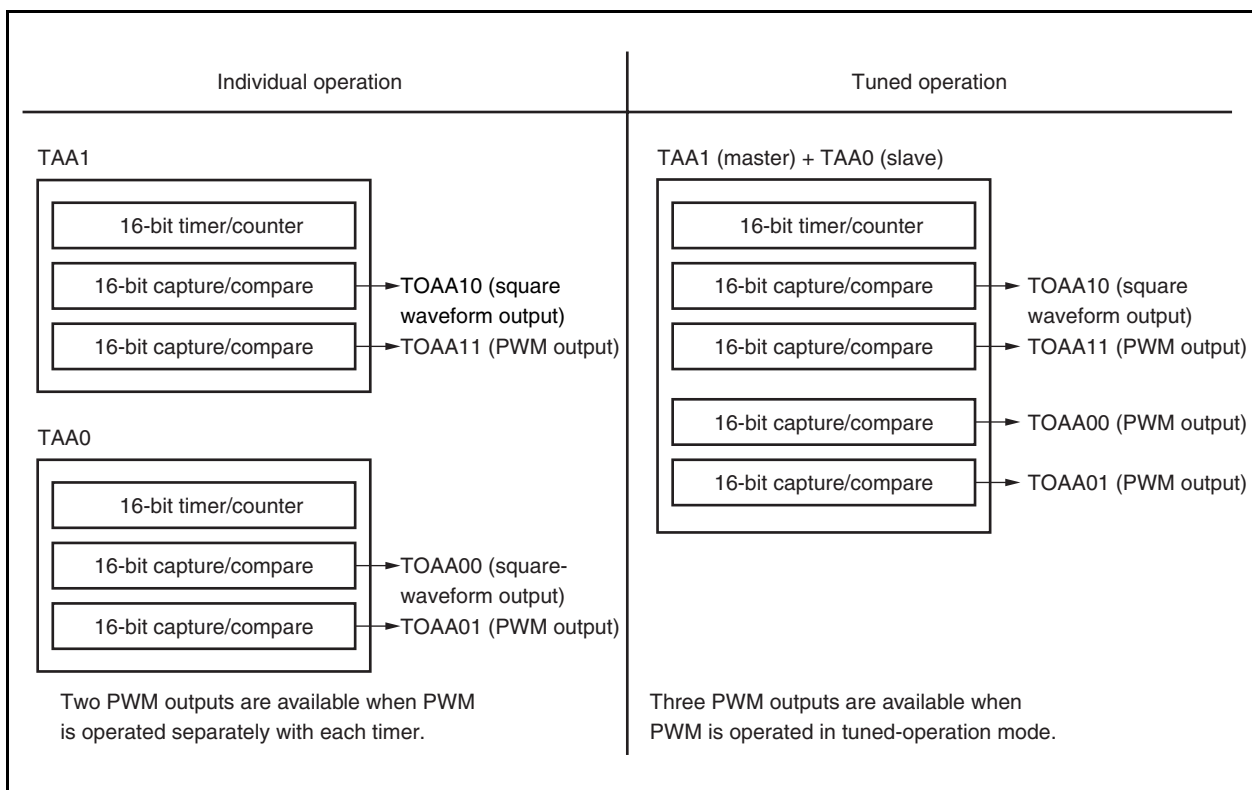 Individual operation
TAA1
16-bit timer/counter
16-bit capture/compare
TOAA10 (square
waveform output)
16-bit capture/compare
TOAA11 (PWM output)
TAA0
16-bit timer/counter
16-bit capture/compare
TOAA00 (square-
waveform output)
16-bit capture/compare
TOAA01 (PWM output)
Two PWM outputs are available when PWM
is operated separately with each timer.
Tuned operation
TAA1 (master) + TAA0 (slave)
16-bit timer/counter
16-bit capture/compare
TOAA10 (square
waveform output)
16-bit capture/compare
TOAA11 (PWM output)
16-bit capture/compare
TOAA00 (PWM output)
16-bit capture/compare
TOAA01 (PWM output)
Three PWM outputs are available when
PWM is operated in tuned-operation mode.